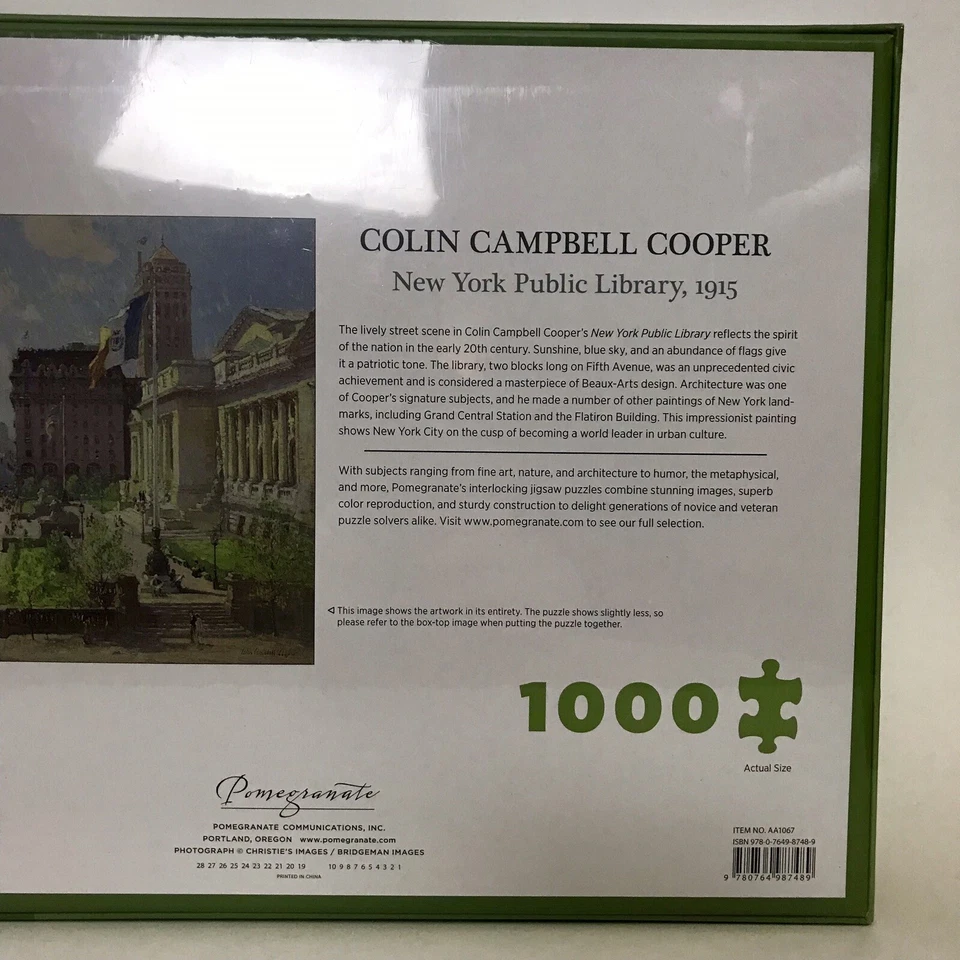 COLIN CAMPBELL COOPER
New York Public Library, 1915
The lively street scene in Colin Campbell Cooper's New York Public Library reflects the spirit
of the nation in the early 20th century. Sunshine, blue sky, and an abundance of flags give
it a patriotic tone. The library, two blocks long on Fifth Avenue, was an unprecedented civic
achievement and is considered a masterpiece of Beaux-Arts design. Architecture was one
of Cooper's signature subjects, and he made a number of other paintings of New York land-
marks, including Grand Central Station and the Flatiron Building. This impressionist painting
shows New York City on the cusp of becoming a world leader in urban culture.
With subjects ranging from fine art, nature, and architecture to humor, the metaphysical,
and more, Pomegranate's interlocking jigsaw puzzles combine stunning images, superb
color reproduction, and sturdy construction to delight generations of novice and veteran
puzzle solvers alike. Visit www.pomegranate.com to see our full selection.
This image shows the artwork in its entirety. The puzzle shows slightly less, so
please refer to the box-top image when putting the puzzle together.
1000
Actual Size
Pomegranate
POMEGRANATE COMMUNICATIONS, INC.
PORTLAND, OREGON www.pomegranate.com
PHOTOGRAPH © CHRISTIE'S IMAGES / BRIDGEMAN IMAGES
28 27 26 25 24 23 22 21 20 19 10 9 8 7 6 5 4 3 2 1
PRINTED IN CHINA
ITEM NO. AA1067
ISBN 978-0-7649-8748-9
9 780764 987489